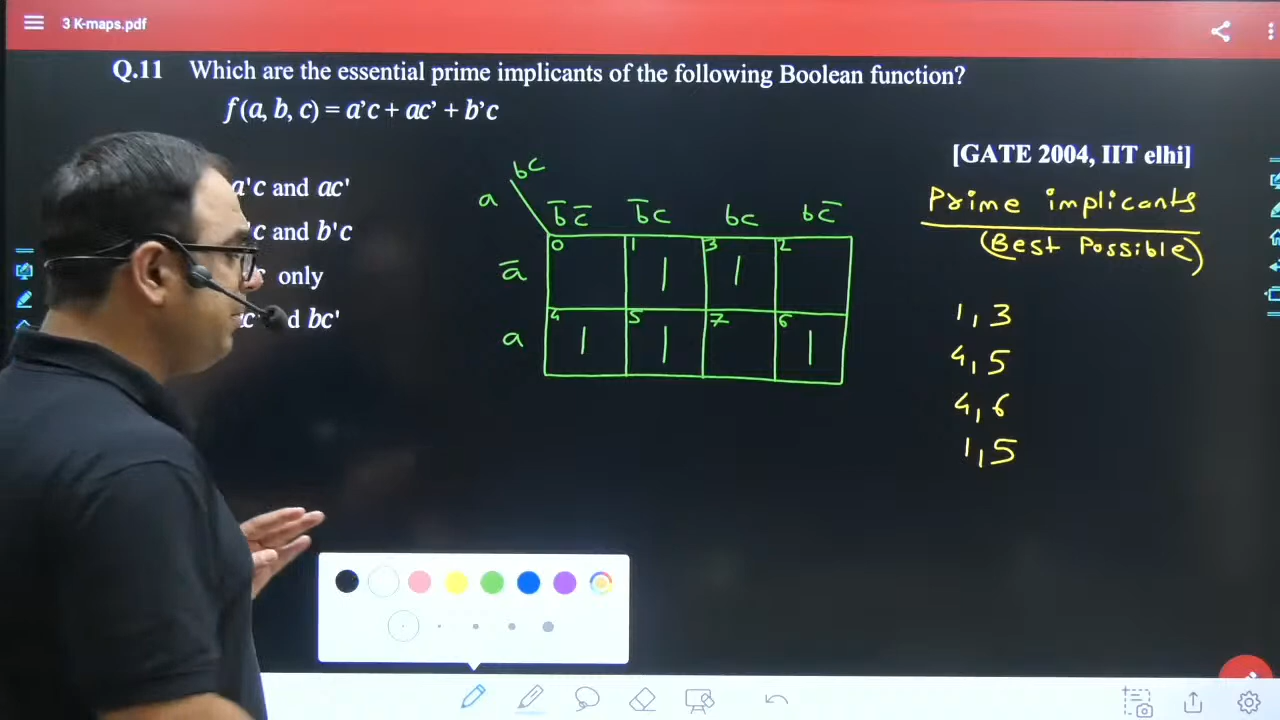 3 K-maps.pdf
Q.11 Which are the essential prime implicants of the following Boolean function?
f(a, b, c) = a’c + ac’ + b’c
[GATE 2004, IIT elhi]
a'c and ac'
c and b'c
only
bc'
bc
a
b̅c̅ b̅c bc bc̅
a̅
0 1 1 3 1 2
a
4 1 5 1 7 6 1
Prime implicants
(Best Possible)
1,3
4,5
4,6
1,5